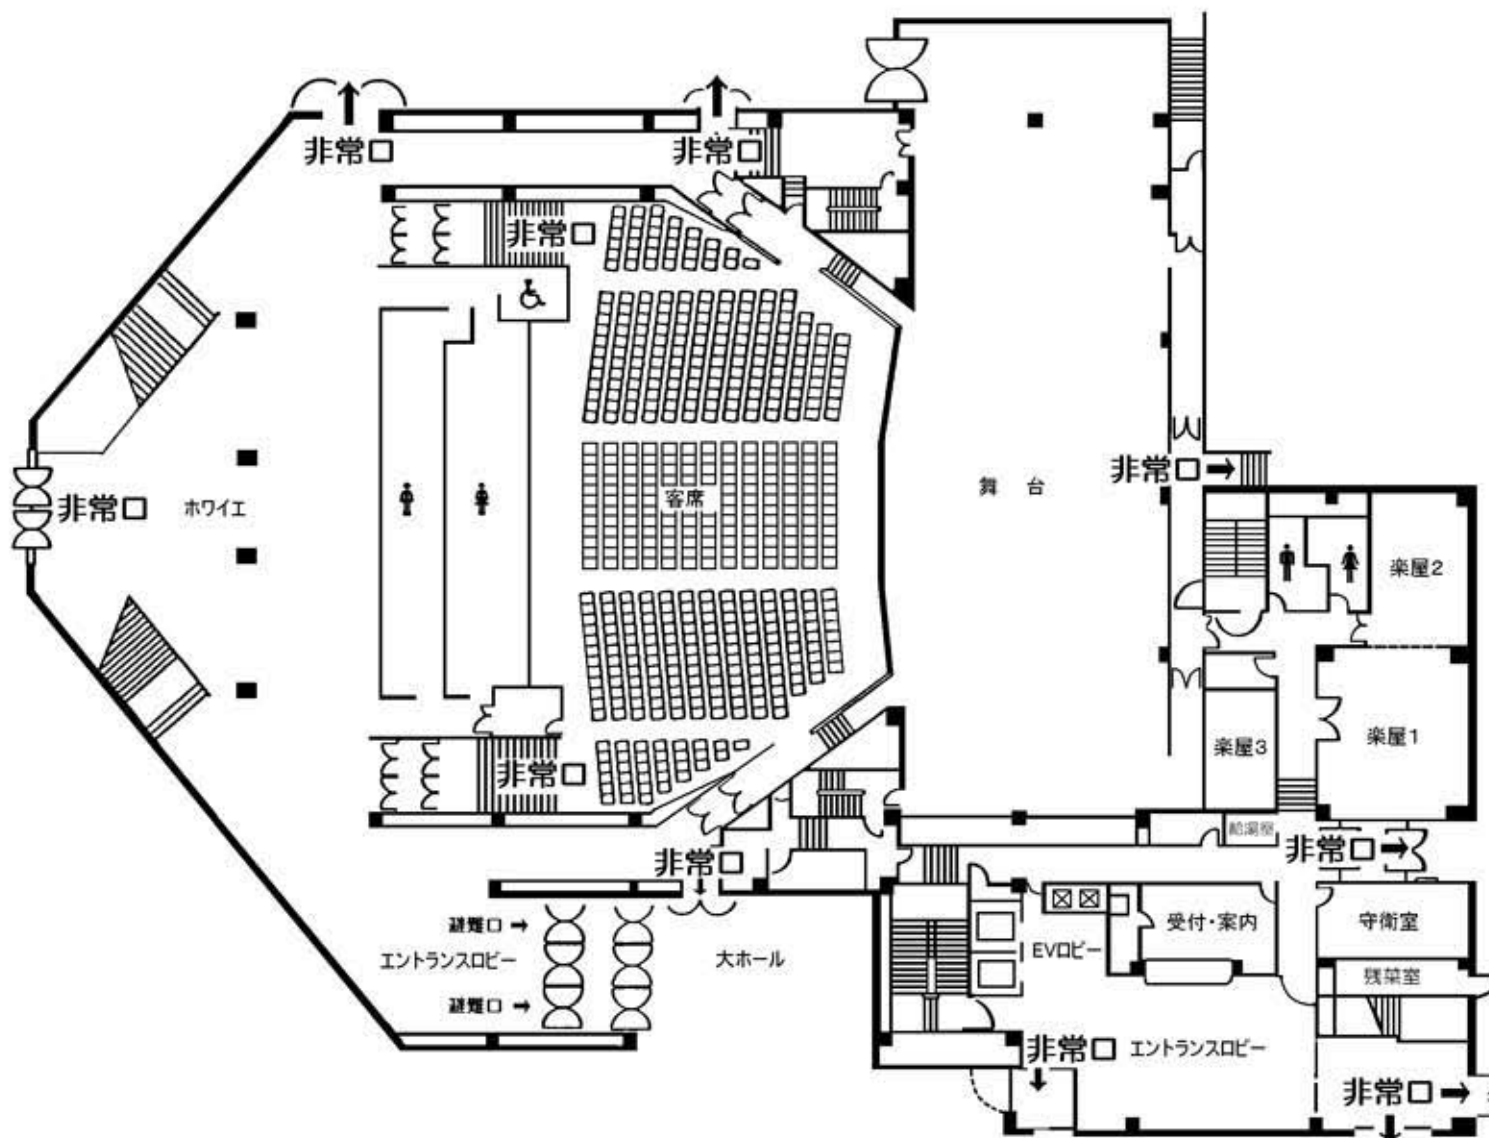 非常口
非常口
非常口
非常口
非常口
ホワイエ
客席
舞 台
非常口
楽屋2
楽屋3
楽屋1
非常口
給湯室
非常口
非常口
避難口
エントランスロビー
避難口
大ホール
EVロビー
受付・案内
守衛室
残菜室
非常口
エントランスロビー
非常口